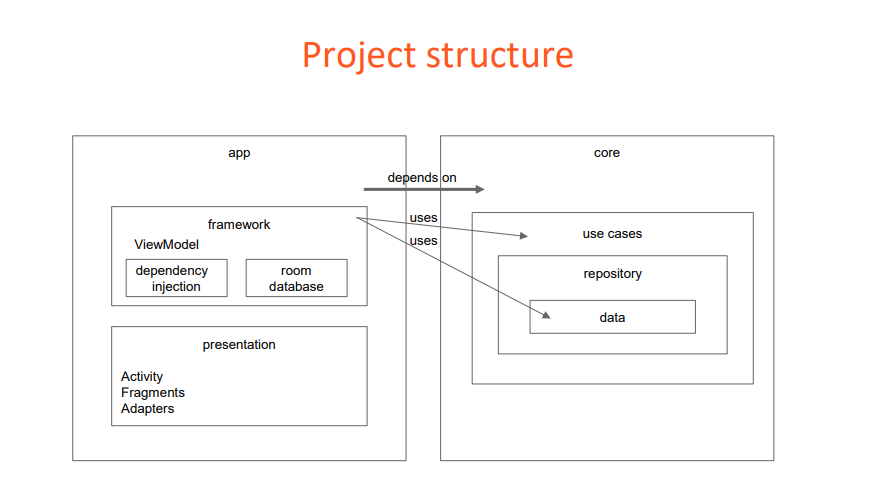 Project structure
app
core
depends on
framework
ViewModel
dependency
injection
room
database
uses
uses
use cases
repository
data
presentation
Activity
Fragments
Adapters